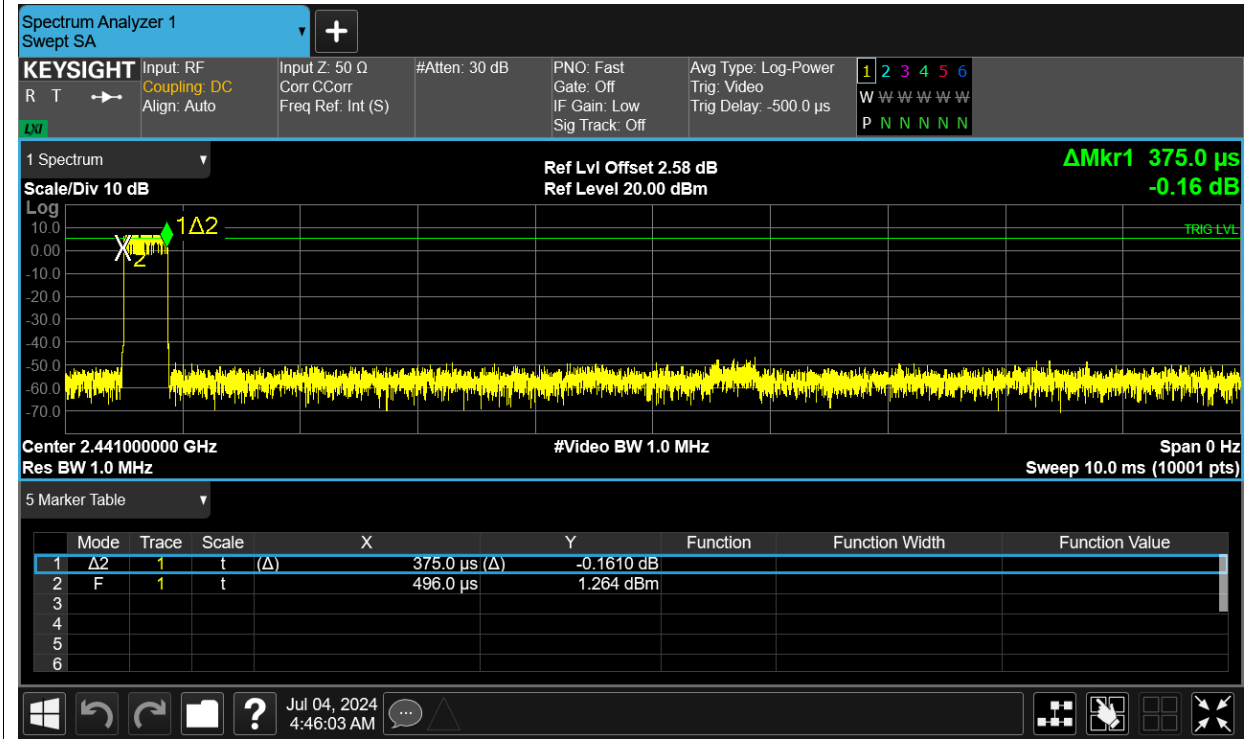 Spectrum Analyzer 1
Swept SA
KEYSIGHT
R T
LXI
Input: RF
Coupling: DC
Align: Auto
Input Z: 50 Ω
Corr CCorr
Freq Ref: Int (S)
#Atten: 30 dB
PNO: Fast
Gate: Off
IF Gain: Low
Sig Track: Off
Avg Type: Log-Power
Trig: Video
Trig Delay: -500.0 µs
1 2 3 4 5 6
W W W W W W
P N N N N N
1 Spectrum
Scale/Div 10 dB
Ref Lvl Offset 2.58 dB
Ref Level 20.00 dBm
ΔMkr1 375.0 µs
-0.16 dB
Log
10.0
0.00
-10.0
-20.0
-30.0
-40.0
-50.0
-60.0
-70.0
1Δ2
X2
TRIG LVL
Center 2.441000000 GHz
#Video BW 1.0 MHz
Span 0 Hz
Res BW 1.0 MHz
Sweep 10.0 ms (10001 pts)
5 Marker Table
Mode Trace Scale X Y Function Function Width Function Value
1 Δ2 1 t (Δ) 375.0 µs (Δ) -0.1610 dB
2 F 1 t 496.0 µs 1.264 dBm
3
4
5
6
?
Jul 04, 2024
4:46:03 AM